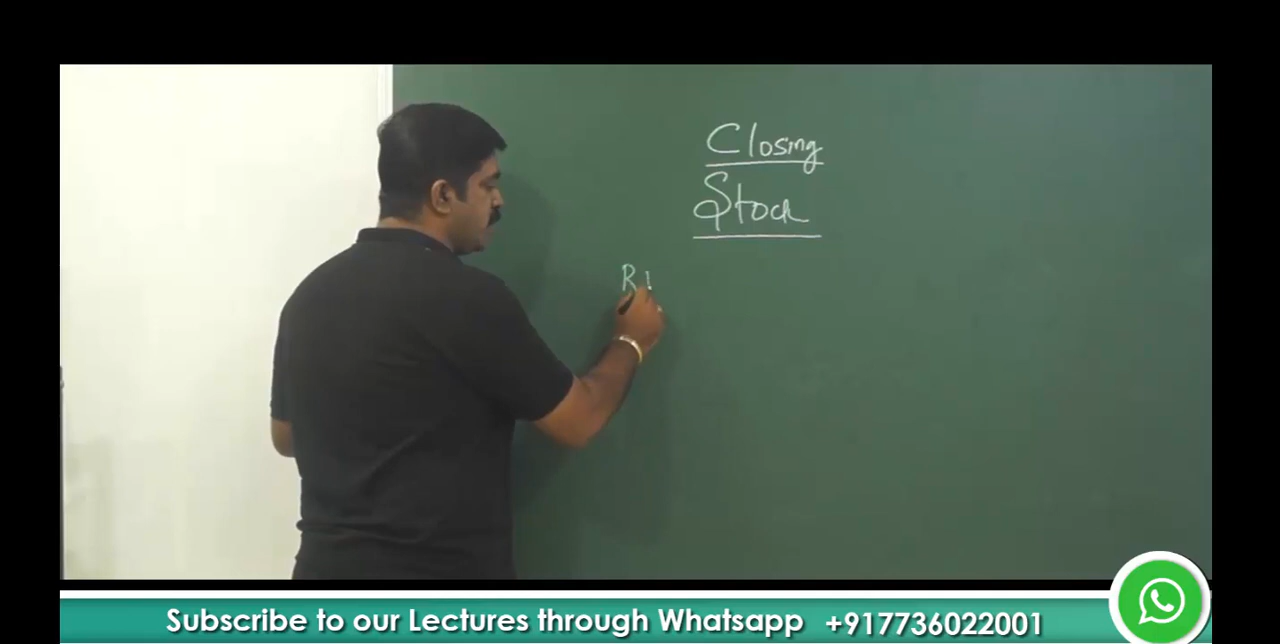 Closing
Stock
R
Subscribe to our Lectures through Whatsapp +917736022001